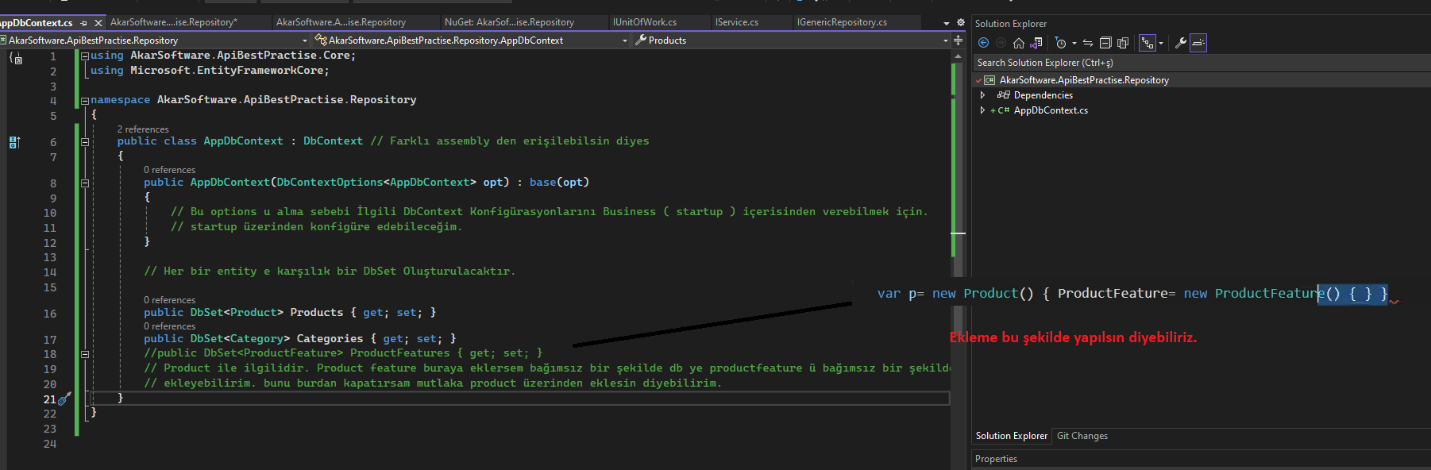 AppDbContext.cs
AkarSoftware....ise.Repository*
AkarSoftware.A...ise.Repository
NuGet: AkarSof...ise.Repository
IUnitOfWork.cs
IService.cs
IGenericRepository.cs
AkarSoftware.ApiBestPractise.Repository
AkarSoftware.ApiBestPractise.Repository.AppDbContext
Products
1 using AkarSoftware.ApiBestPractise.Core;
2 using Microsoft.EntityFrameworkCore;
3
4 namespace AkarSoftware.ApiBestPractise.Repository
5 {
2 references
6 public class AppDbContext : DbContext // Farklı assembly den erişilebilsin diyes
7 {
0 references
8 public AppDbContext(DbContextOptions<AppDbContext> opt) : base(opt)
9 {
10 // Bu options u alma sebebi İlgili DbContext Konfigürasyonlarını Business ( startup ) içerisinden verebilmek için.
11 // startup üzerinden konfigüre edebileceğim.
12 }
13
14 // Her bir entity e karşılık bir DbSet Oluşturulacaktır.
15
0 references
16 public DbSet<Product> Products { get; set; }
0 references
17 public DbSet<Category> Categories { get; set; }
18 //public DbSet<ProductFeature> ProductFeatures { get; set; }
19 // Product ile ilgilidir. Product feature buraya eklersem bağımsız bir şekilde db ye productfeature ü bağımsız bir şekild
20 // ekleyebilirim. bunu burdan kapatırsam mutlaka product üzerinden eklesin diyebilirim.
21 }
22 }
23
24
var p= new Product() { ProductFeature= new ProductFeature() { } }
Ekleme bu şekilde yapılsın diyebiliriz.
Solution Explorer
Search Solution Explorer (Ctrl+ş)
AkarSoftware.ApiBestPractise.Repository
Dependencies
+ C# AppDbContext.cs
Solution Explorer
Git Changes
Properties